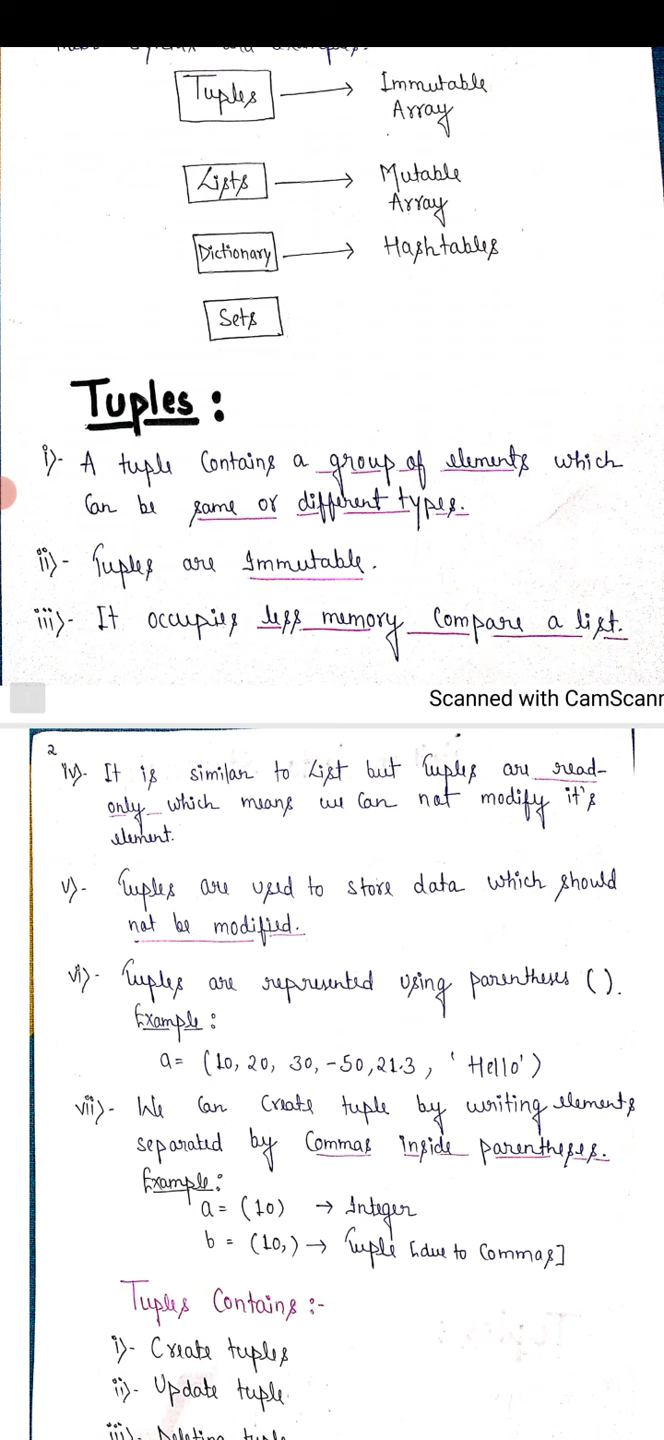 Tuples → Immutable
Array
Lists → Mutable
Array
Dictionary → Hashtables
Sets
Tuples :
i)- A tuple Contains a group of elements which
Can be same or different types.
ii)- Tuples are Immutable.
iii)- It occupies less memory Compare a list.
Scanned with CamScanr
2
iv)- It is similar to List but Tuples are read-
only which means we Can not modify it's
element.
v)- Tuples are used to store data which should
not be modified.
vi)- Tuples are represented using parentheses ().
Example :
a= (10, 20, 30, -50, 21.3, 'Hello')
vii)- We Can Create tuple by writing elements
separated by Commas inside parentheses.
Example :
a = (10) → Integer
b = (10,) → Tuple [due to Commas]
Tuples Contains :-
i)- Create tuples
ii)- Update tuple
iii)- Deleting tuple